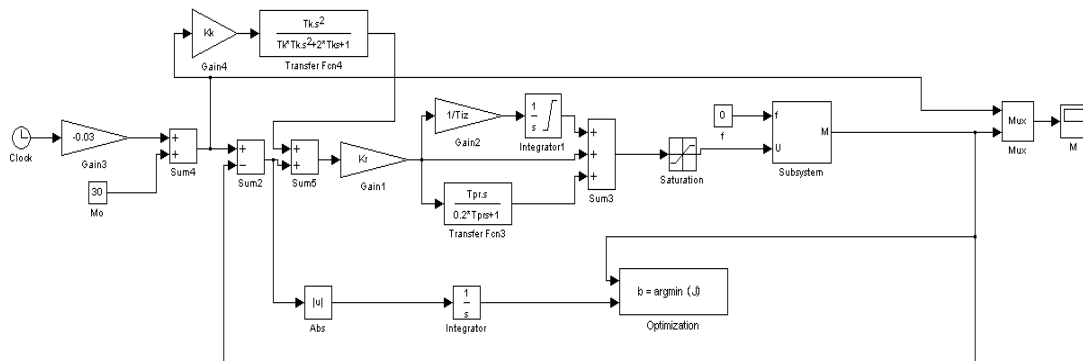 Kk
Gain4
Tk.s²
Tk*Tk.s²+2*Tks+1
Transfer Fcn4
Clock
-0.03
Gain3
30
Mo
+
+
Sum4
+
−
Sum2
+
+
Sum5
Kr
Gain1
1/Tiz
Gain2
1
s
Integrator1
Tpr.s
0.2*Tprs+1
Transfer Fcn3
+
+
+
Sum3
Saturation
0
f
f
U
M
Subsystem
Mux
Mux
M
|u|
Abs
1
s
Integrator
b = argmin (J)
Optimization